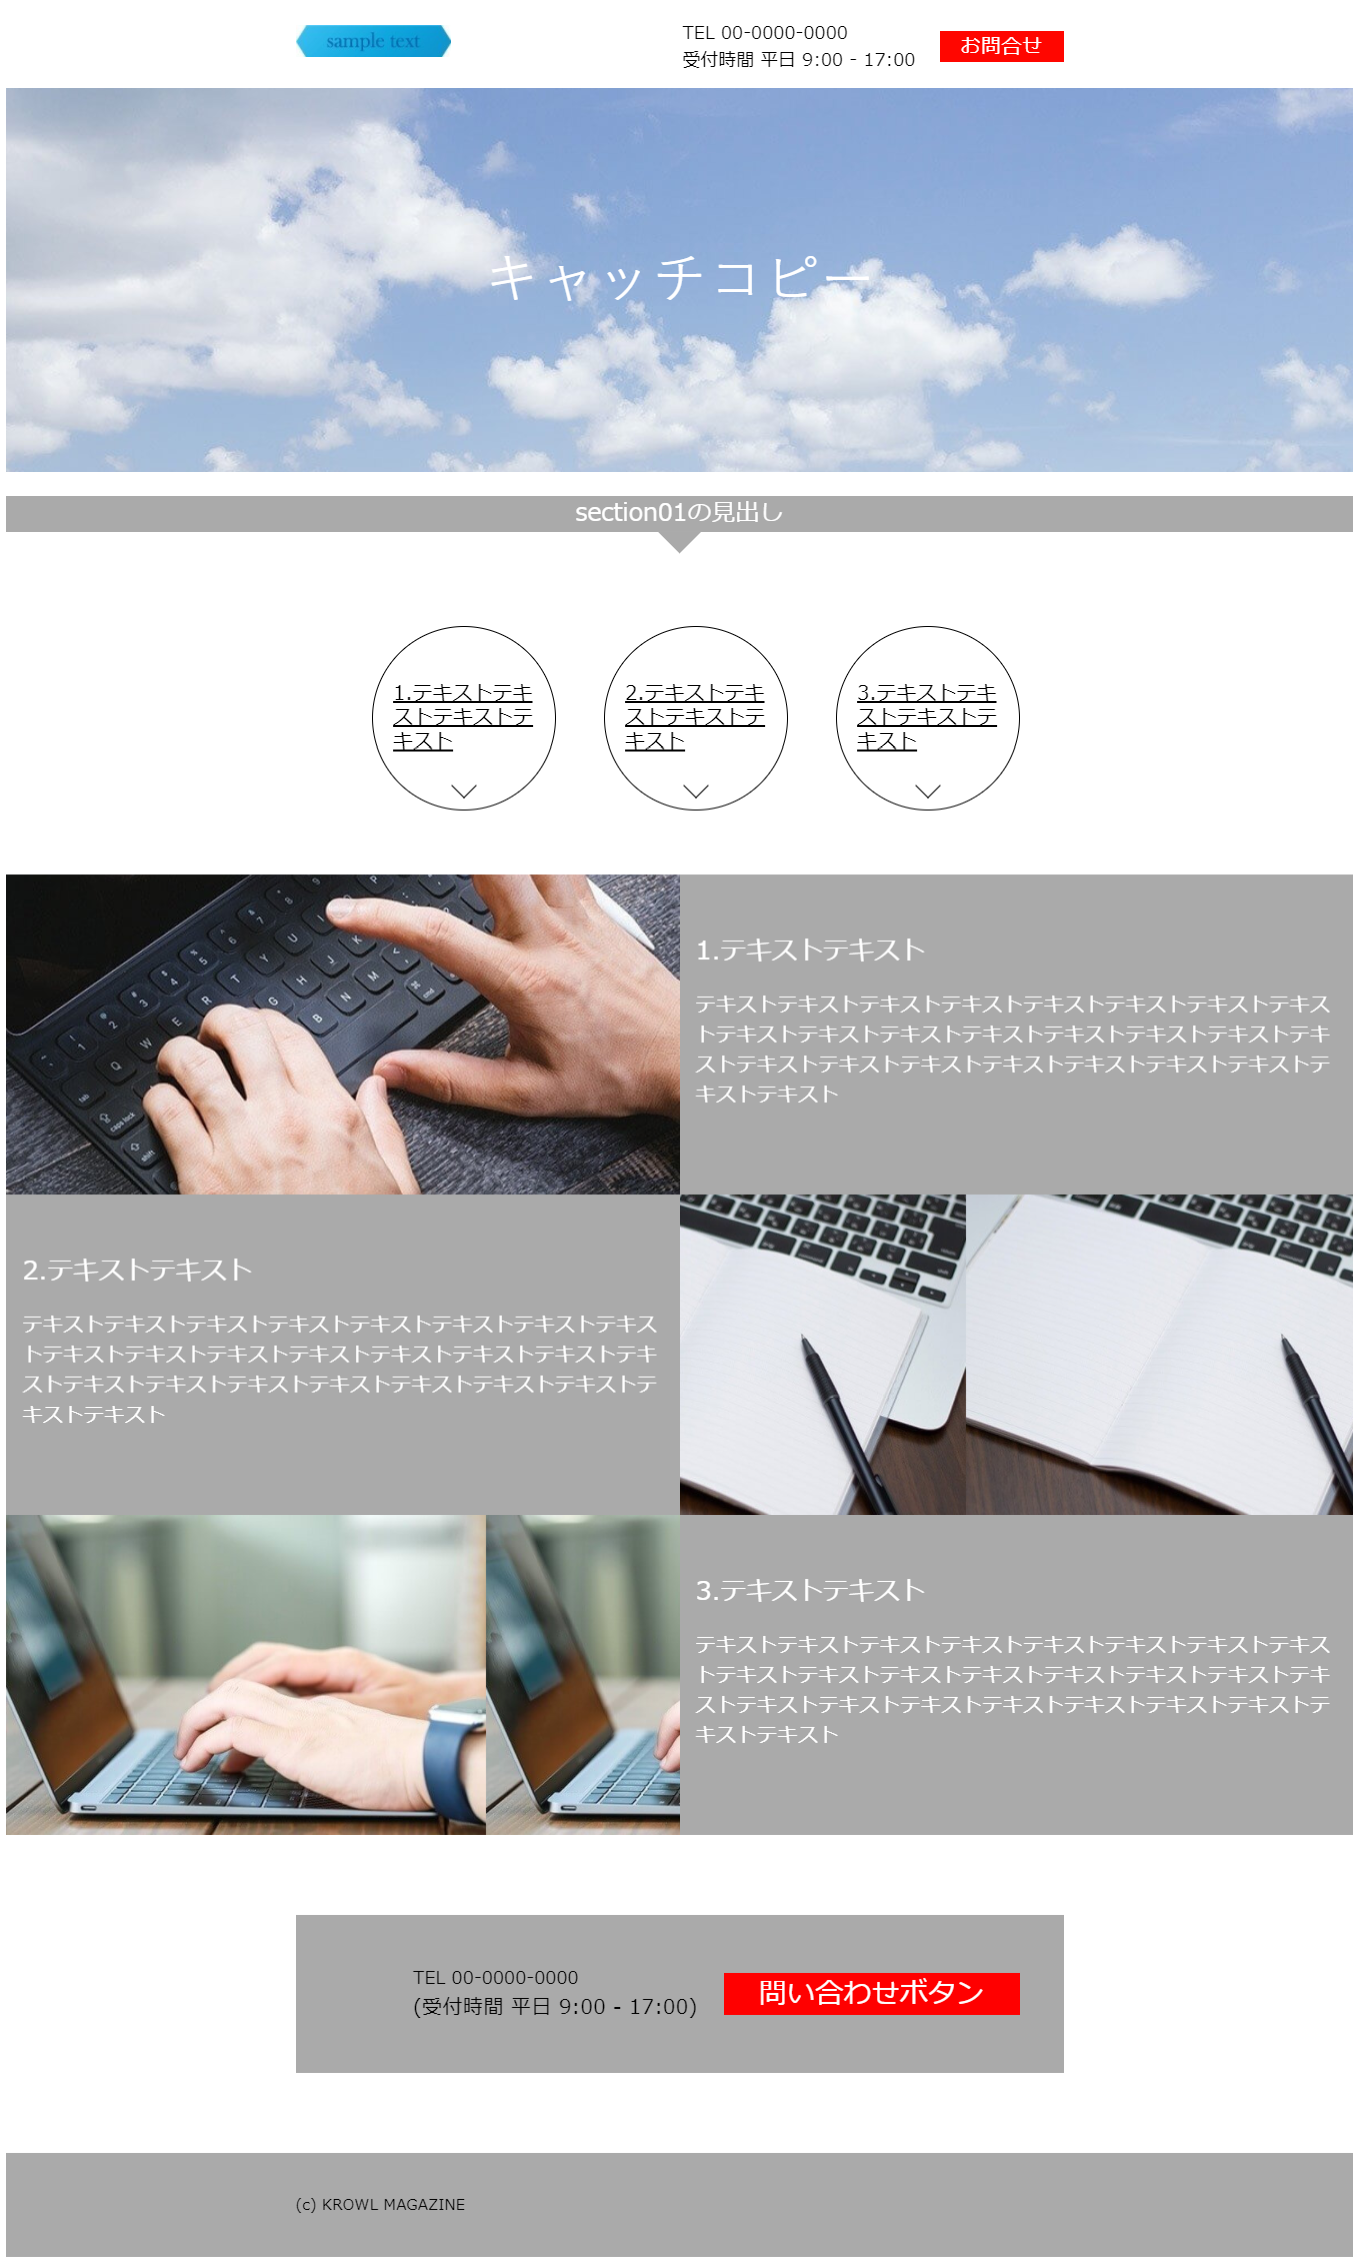 sample text
TEL 00-0000-0000
受付時間 平日 9:00 - 17:00
お問合せ
キャッチコピー
section01の見出し
1.テキストテキ
ストテキストテ
キスト
2.テキストテキ
ストテキストテ
キスト
3.テキストテキ
ストテキストテ
キスト
1.テキストテキスト
テキストテキストテキストテキストテキストテキストテキストテキス
トテキストテキストテキストテキストテキストテキストテキストテキ
ストテキストテキストテキストテキストテキストテキストテキストテ
キストテキスト
2.テキストテキスト
テキストテキストテキストテキストテキストテキストテキストテキス
トテキストテキストテキストテキストテキストテキストテキストテキ
ストテキストテキストテキストテキストテキストテキストテキストテ
キストテキスト
3.テキストテキスト
テキストテキストテキストテキストテキストテキストテキストテキス
トテキストテキストテキストテキストテキストテキストテキストテキ
ストテキストテキストテキストテキストテキストテキストテキストテ
キストテキスト
TEL 00-0000-0000
(受付時間 平日 9:00 - 17:00)
問い合わせボタン
(c) KROWL MAGAZINE